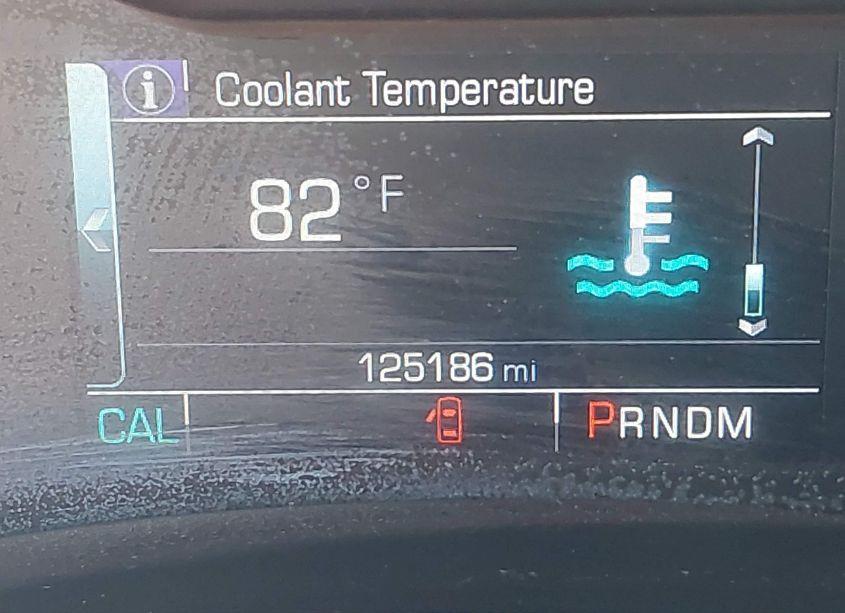 i Coolant Temperature
82 °F
125186 mi
CAL PRNDM